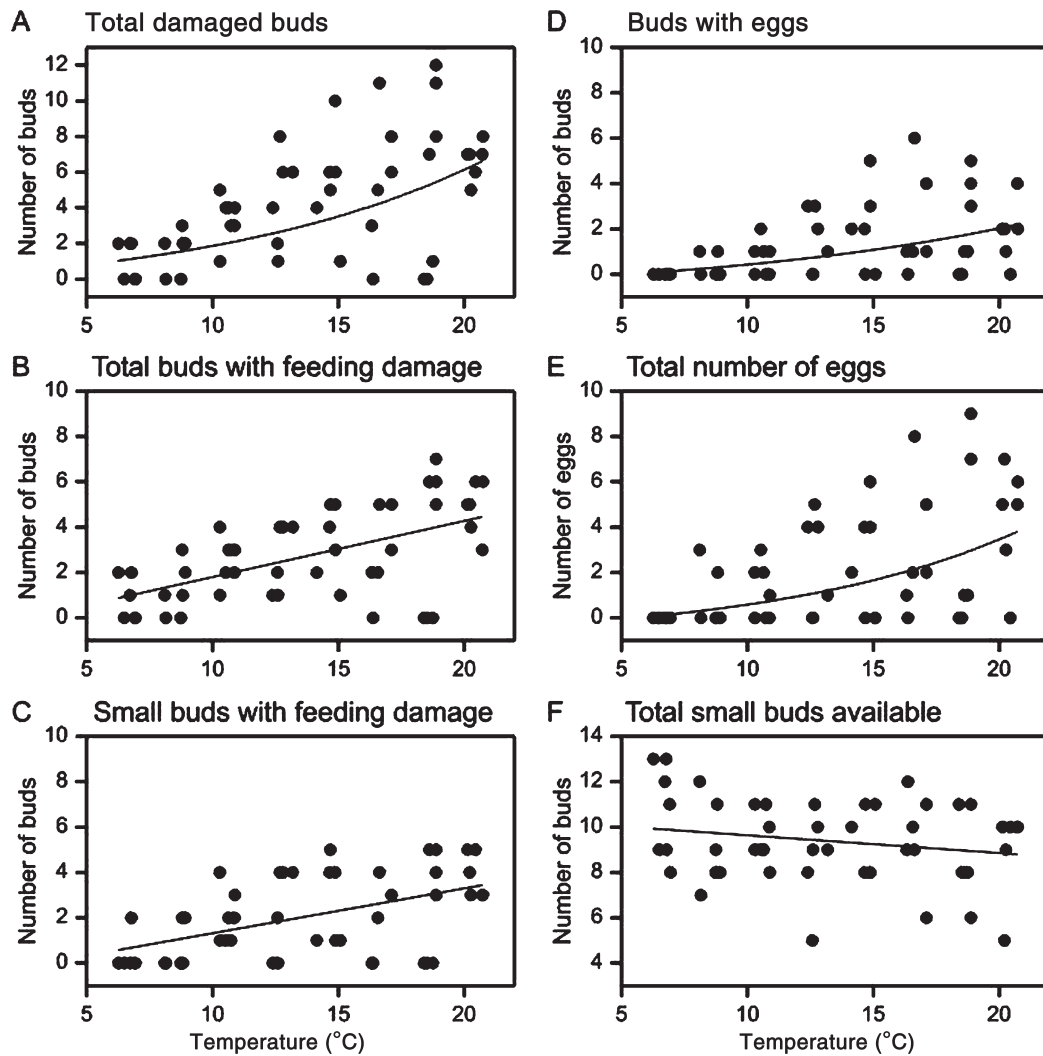 A Total damaged buds
Number of buds
12
10
8
6
4
2
0
5 10 15 20
B Total buds with feeding damage
Number of buds
10
8
6
4
2
0
5 10 15 20
C Small buds with feeding damage
Number of buds
10
8
5
4
2
0
5 10 15 20
Temperature (°C)
D Buds with eggs
Number of buds
10
8
6
4
2
0
5 10 15 20
E Total number of eggs
Number of eggs
10
8
6
4
2
0
5 10 15 20
F Total small buds available
Number of buds
14
12
10
8
6
4
5 10 15 20
Temperature (°C)